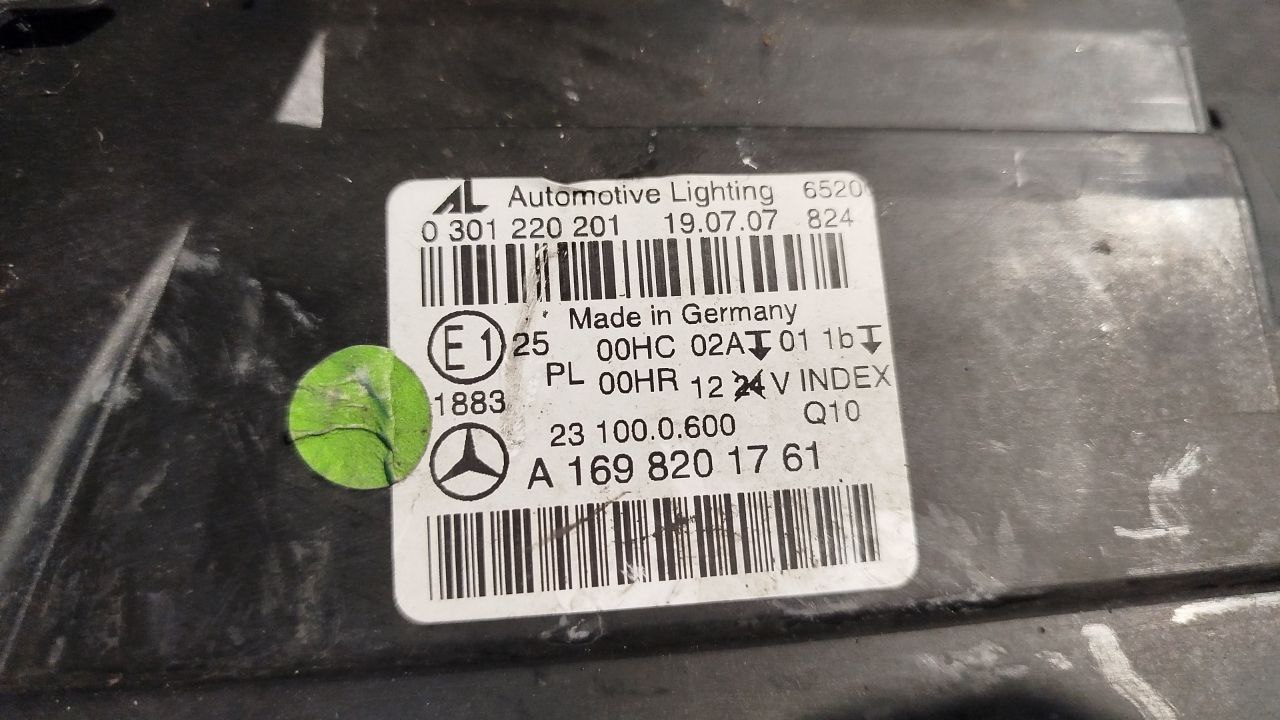 AL Automotive Lighting 6520
0 301 220 201 19.07.07 824
Made in Germany
E1 25 00HC 02A 01 1b
PL 00HR 12 24 V INDEX
1883 Q10
23 100.0.600
A 169 820 17 61